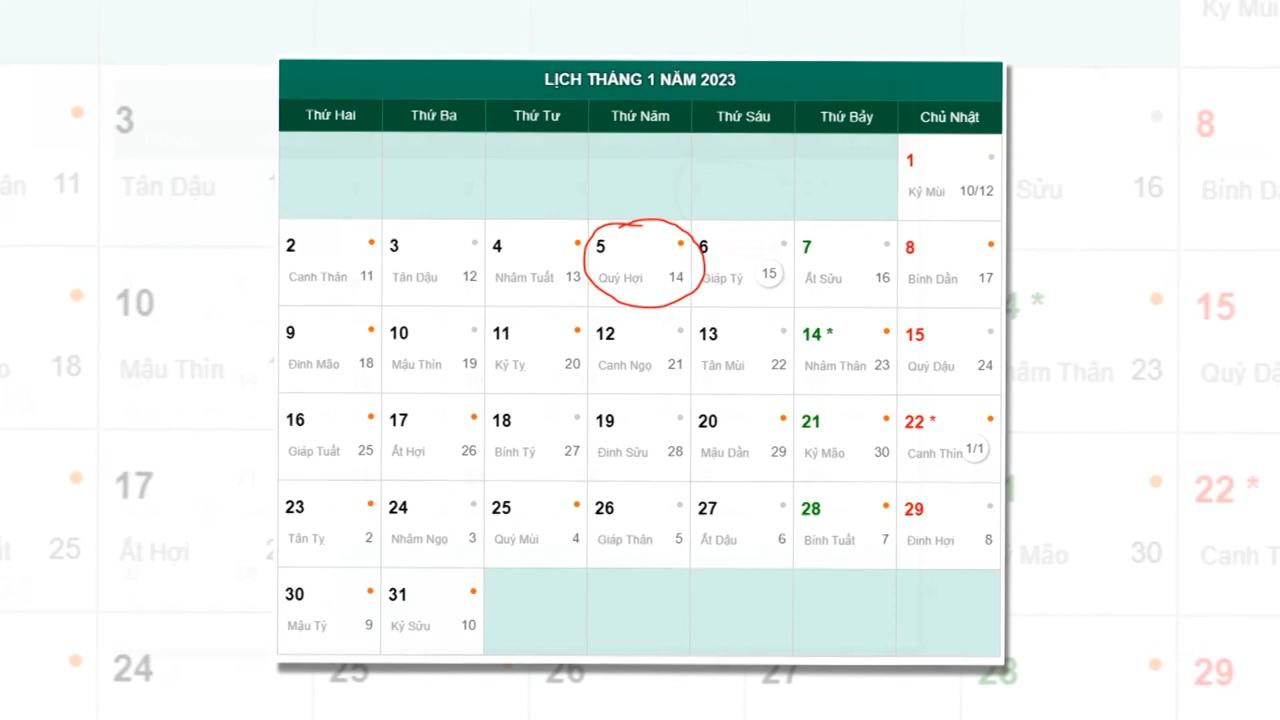 LỊCH THÁNG 1 NĂM 2023
Thứ Hai Thứ Ba Thứ Tư Thứ Năm Thứ Sáu Thứ Bảy Chủ Nhật
1
Kỷ Mùi 10/12
2 3 4 5 6 7 8
Canh Thân 11 Tân Dậu 12 Nhâm Tuất 13 Quý Hợi 14 Giáp Tý 15 Ất Sửu 16 Bính Dần 17
9 10 11 12 13 14 * 15
Đinh Mão 18 Mậu Thìn 19 Kỷ Tỵ 20 Canh Ngọ 21 Tân Mùi 22 Nhâm Thân 23 Quý Dậu 24
16 17 18 19 20 21 22 *
Giáp Tuất 25 Ất Hợi 26 Bính Tý 27 Đinh Sửu 28 Mậu Dần 29 Kỷ Mão 30 Canh Thìn 1/1
23 24 25 26 27 28 29
Tân Tỵ 2 Nhâm Ngọ 3 Quý Mùi 4 Giáp Thân 5 Ất Dậu 6 Bính Tuất 7 Đinh Hợi 8
30 31
Mậu Tý 9 Kỷ Sửu 10